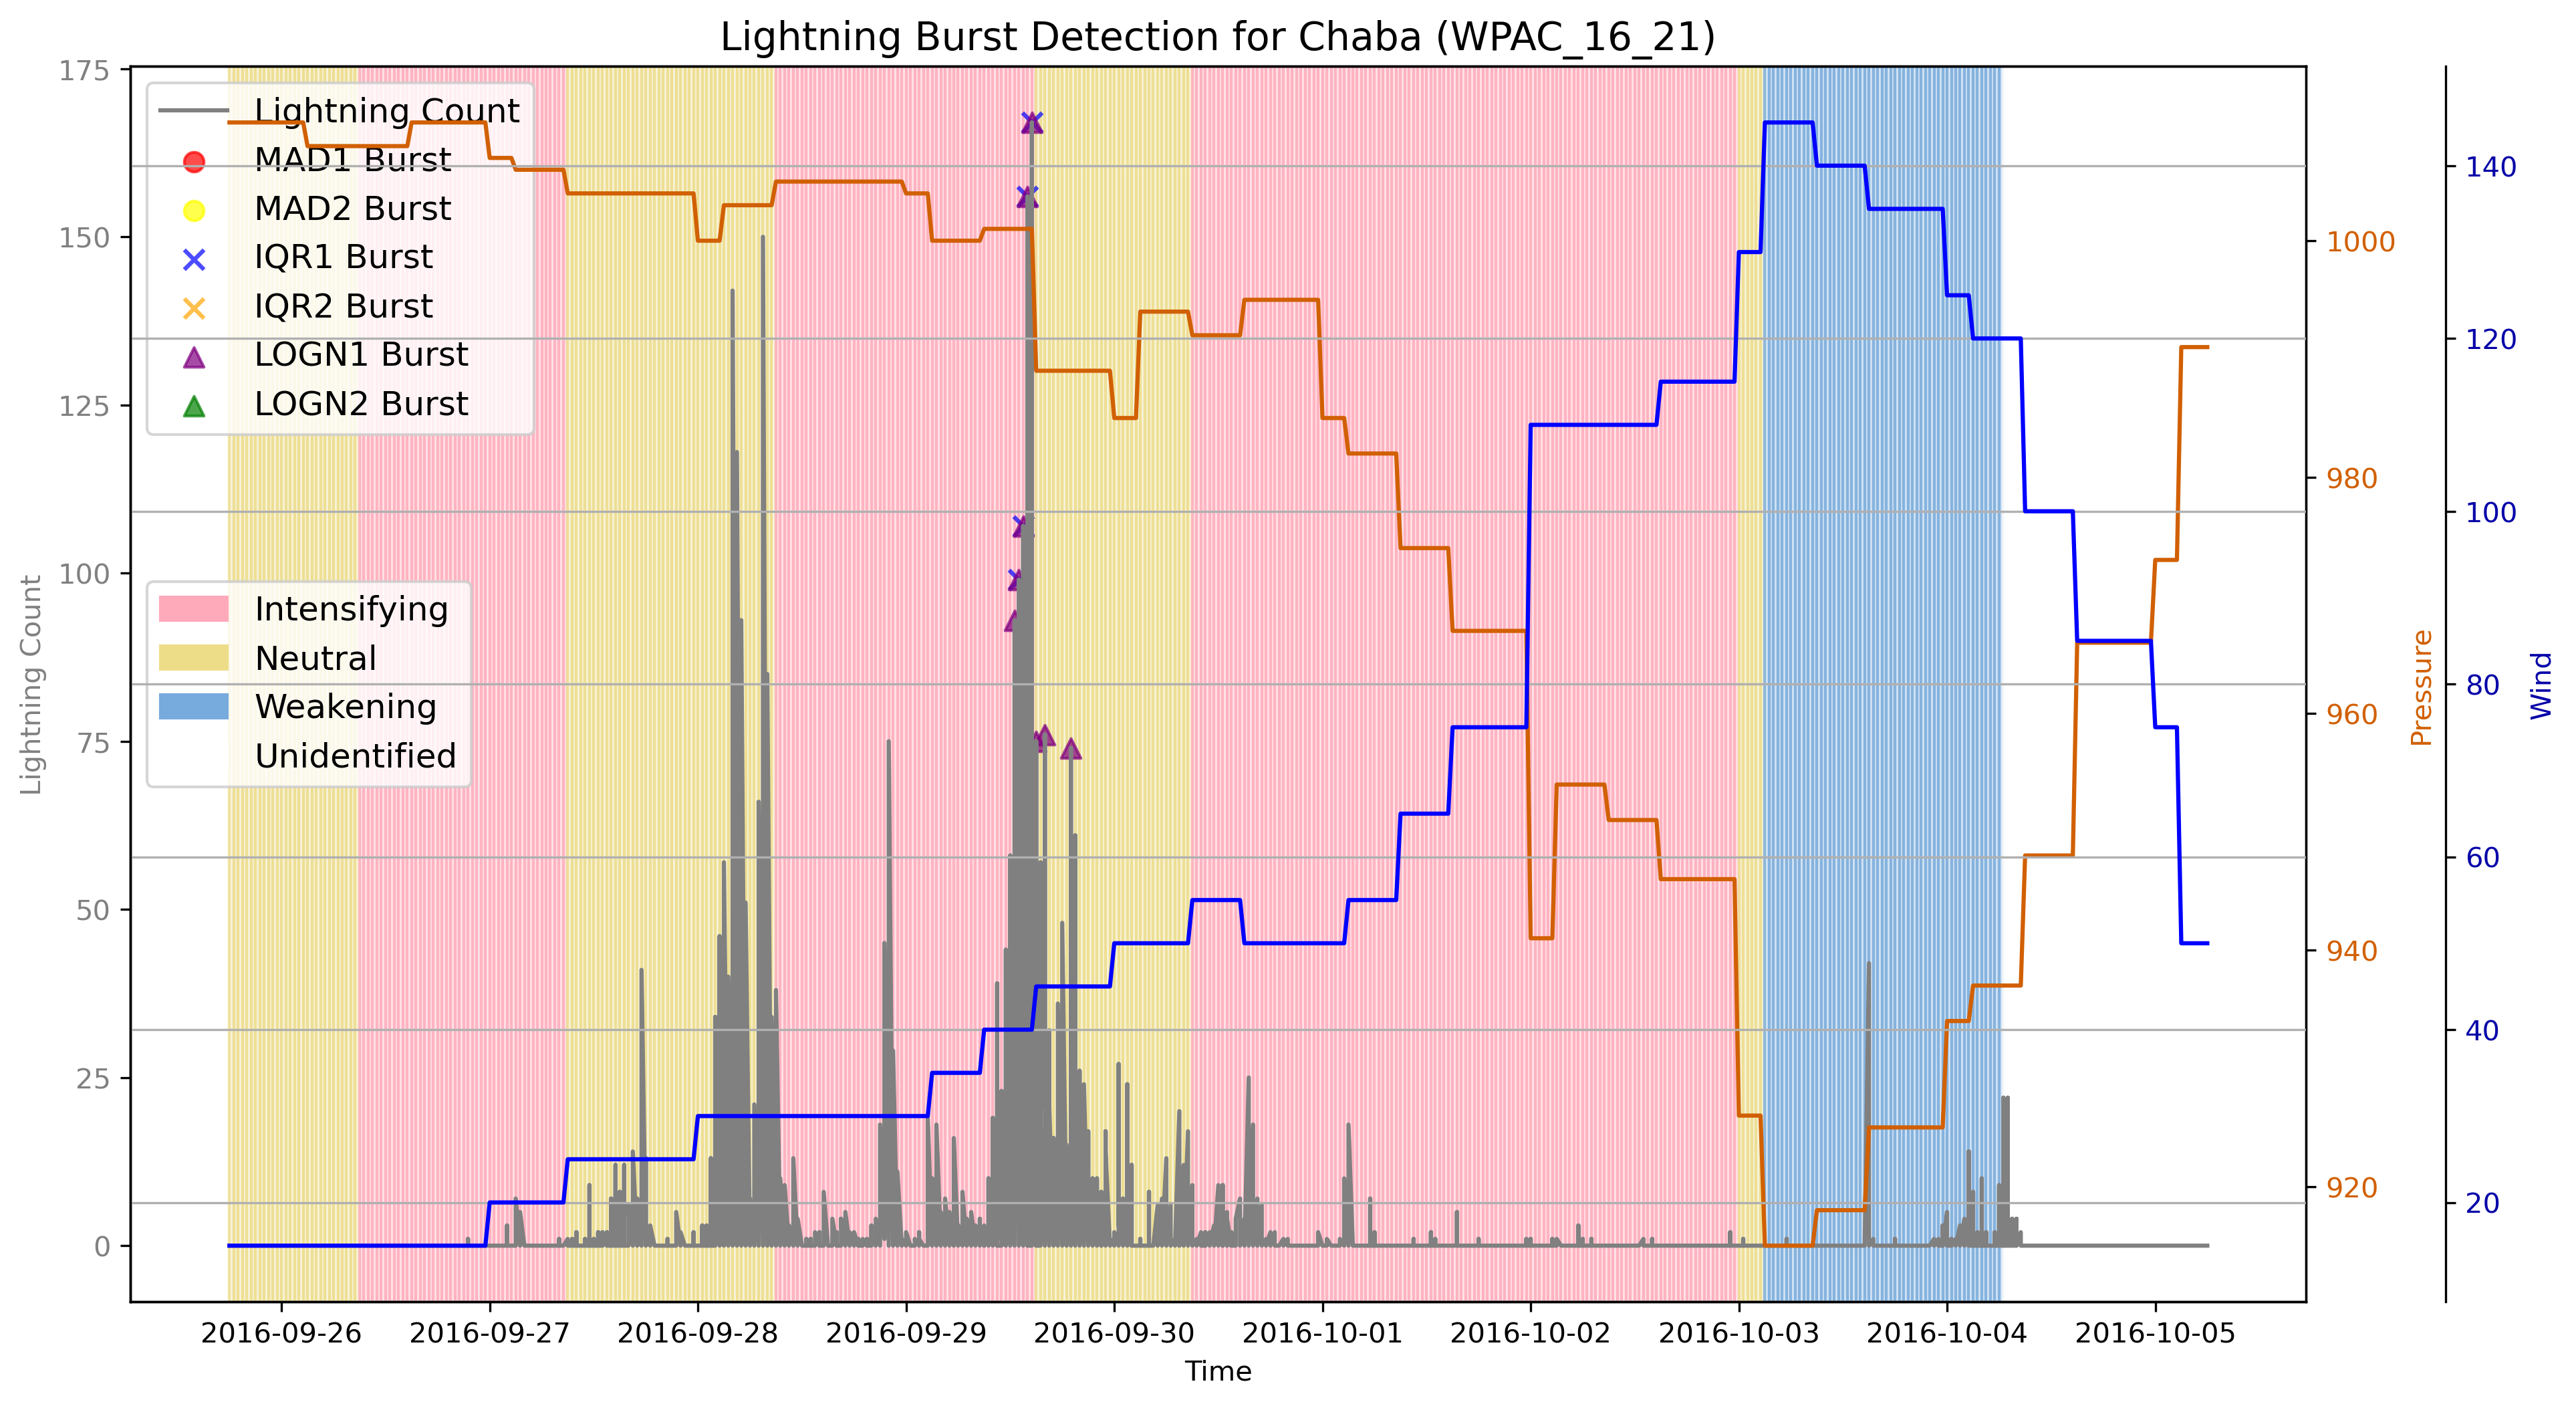 Lightning Burst Detection for Chaba (WPAC_16_21)
175
150
125
100
75
50
25
0
Lightning Count
Lightning Count
MAD1 Burst
MAD2 Burst
IQR1 Burst
IQR2 Burst
LOGN1 Burst
LOGN2 Burst
Intensifying
Neutral
Weakening
Unidentified
1000
980
960
940
920
Pressure
140
120
100
80
60
40
20
Wind
2016-09-26
2016-09-27
2016-09-28
2016-09-29
2016-09-30
2016-10-01
2016-10-02
2016-10-03
2016-10-04
2016-10-05
Time